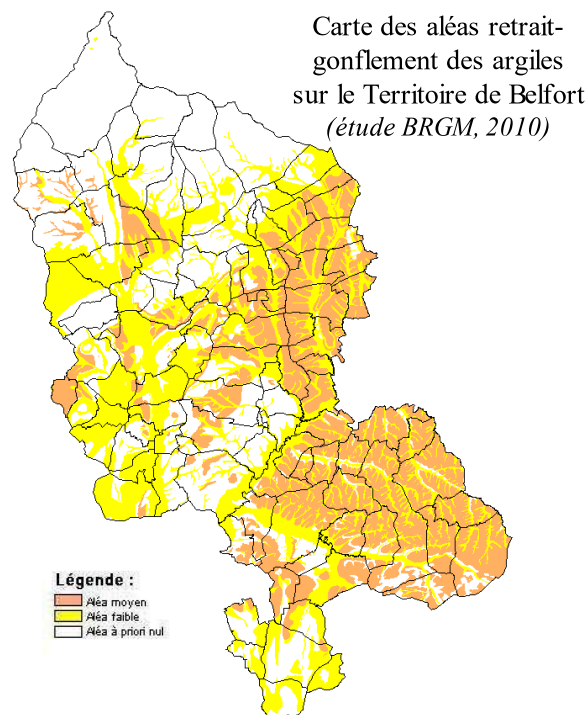 Carte des aléas retrait-
gonflement des argiles
sur le Territoire de Belfort
(étude BRGM, 2010)
Légende :
Aléa moyen
Aléa faible
Aléa à priori nul